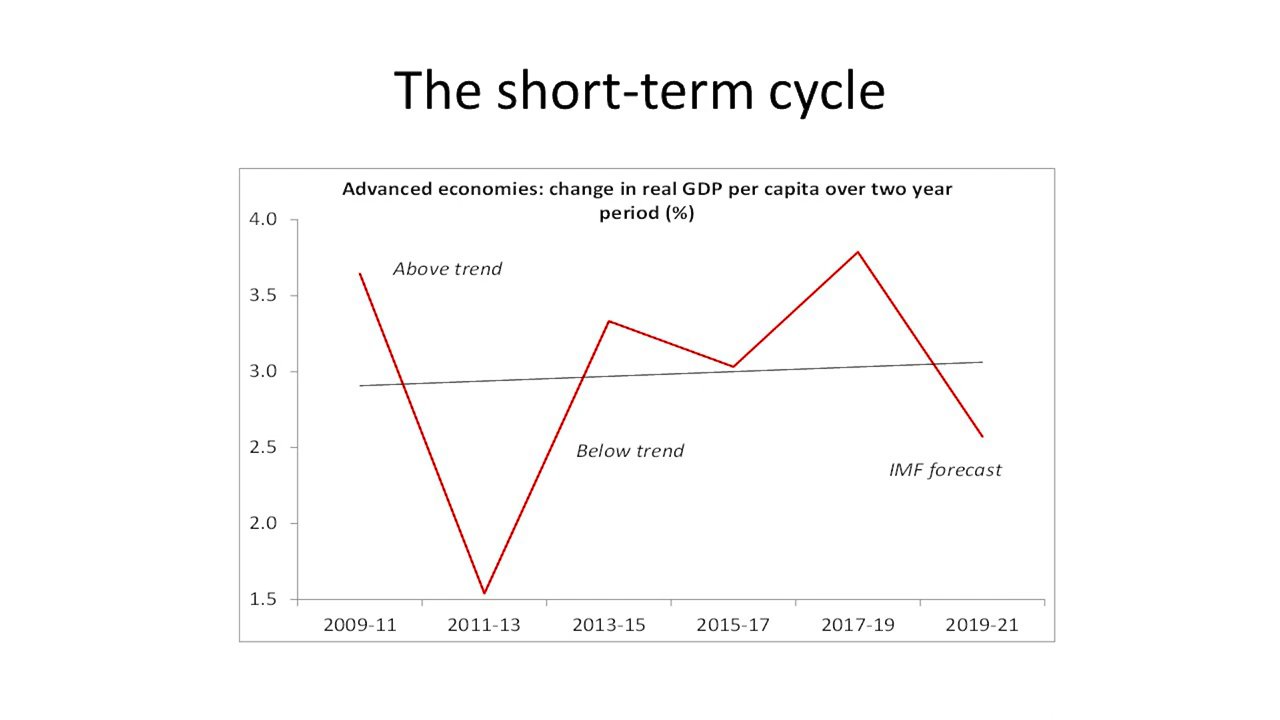 The short-term cycle
Advanced economies: change in real GDP per capita over two year
period (%)
4.0
3.5
3.0
2.5
2.0
1.5
Above trend
Below trend
IMF forecast
2009-11
2011-13
2013-15
2015-17
2017-19
2019-21